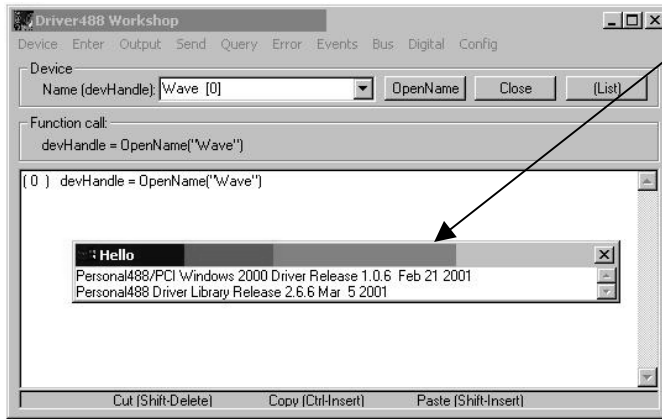 Driver488 Workshop
Device Enter Output Send Query Error Events Bus Digital Config
Device
Name (devHandle): Wave [0] OpenName Close (List)
Function call:
devHandle = OpenName("Wave")
( 0 ) devHandle = OpenName("Wave")
Hello
Personal488/PCI Windows 2000 Driver Release 1.0.6 Feb 21 2001
Personal488 Driver Library Release 2.6.6 Mar 5 2001
Cut (Shift-Delete) Copy (Ctrl-Insert) Paste (Shift-Insert)